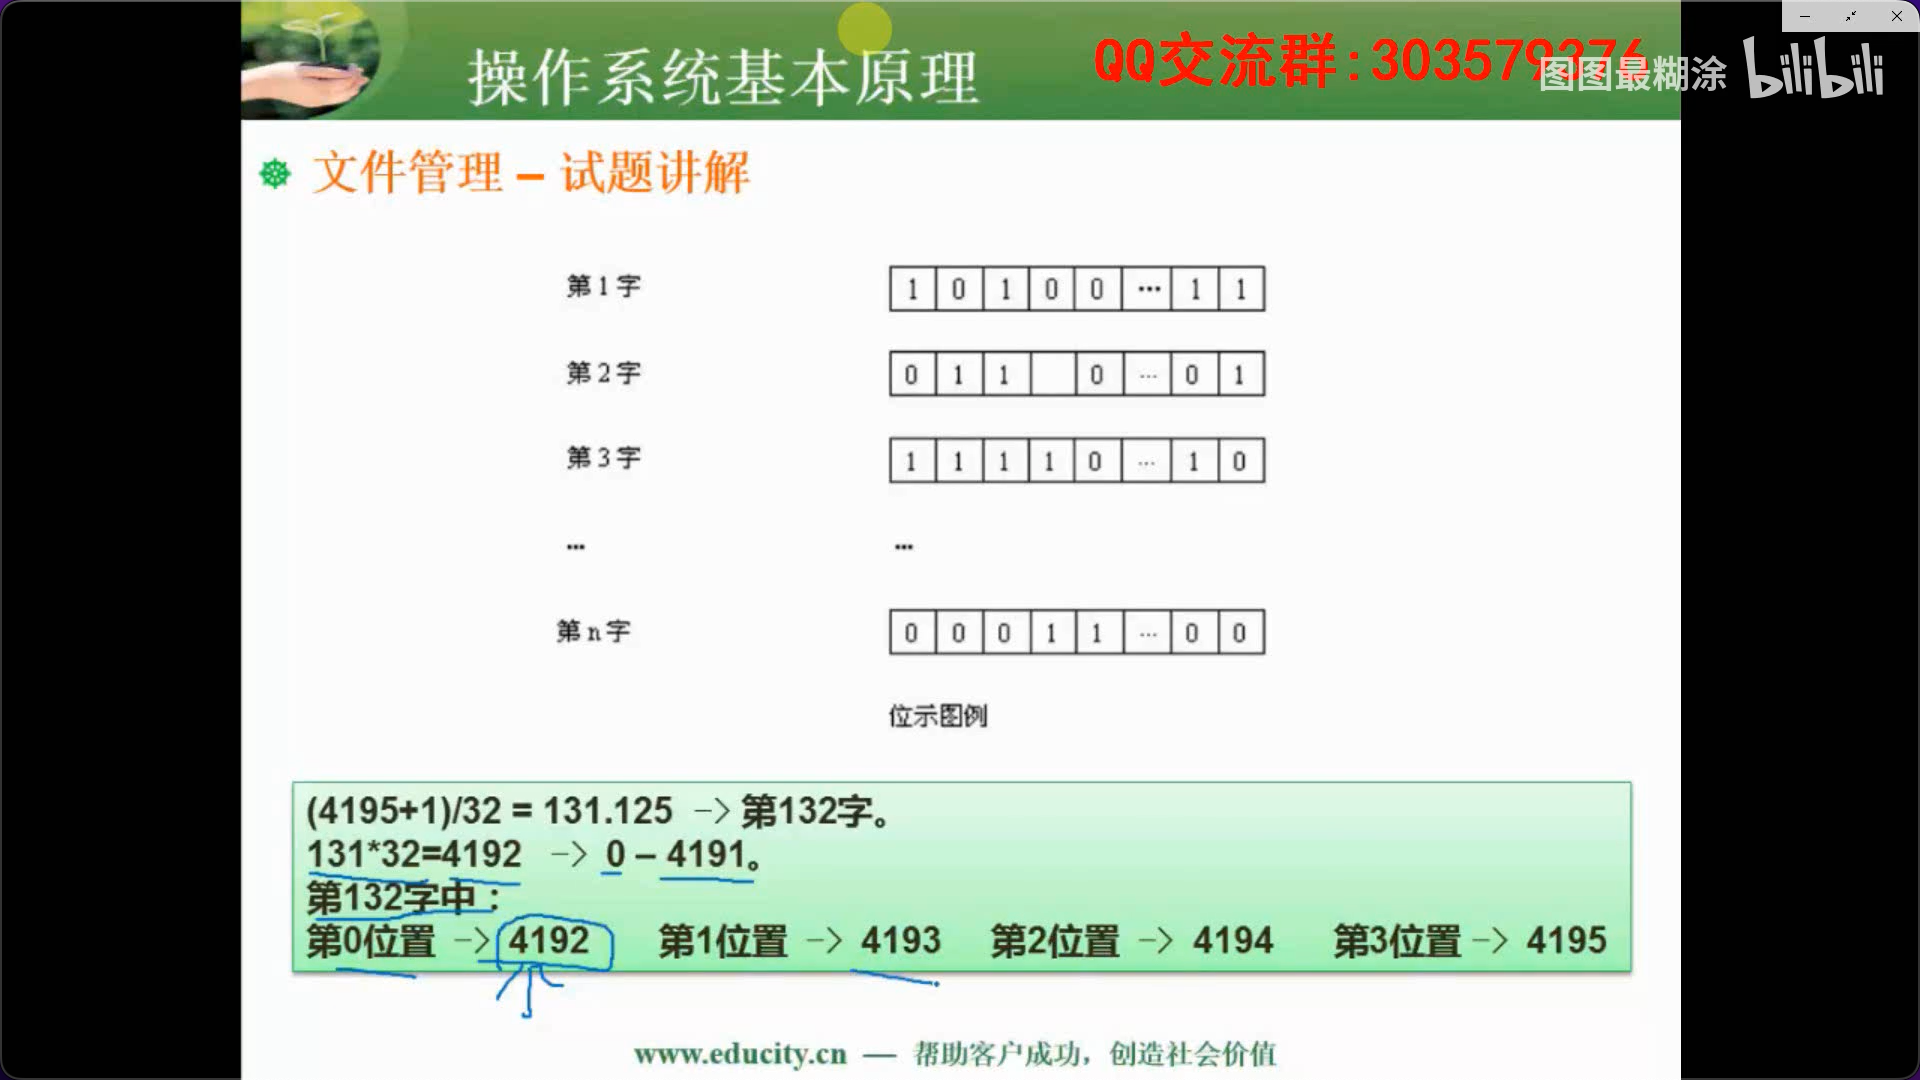 操作系统基本原理
QQ交流群:303579376
图图最糊涂 bilibili
文件管理 – 试题讲解
第 1 字 1 0 1 0 0 ··· 1 1
第 2 字 0 1 1 0 ··· 0 1
第 3 字 1 1 1 1 0 ··· 1 0
... ...
第 n 字 0 0 0 1 1 ··· 0 0
位示图例
(4195+1)/32 = 131.125 -> 第132字。
131*32=4192 -> 0 – 4191。
第132字中：
第0位置 -> 4192 第1位置 -> 4193 第2位置 -> 4194 第3位置 -> 4195
www.educity.cn — 帮助客户成功，创造社会价值